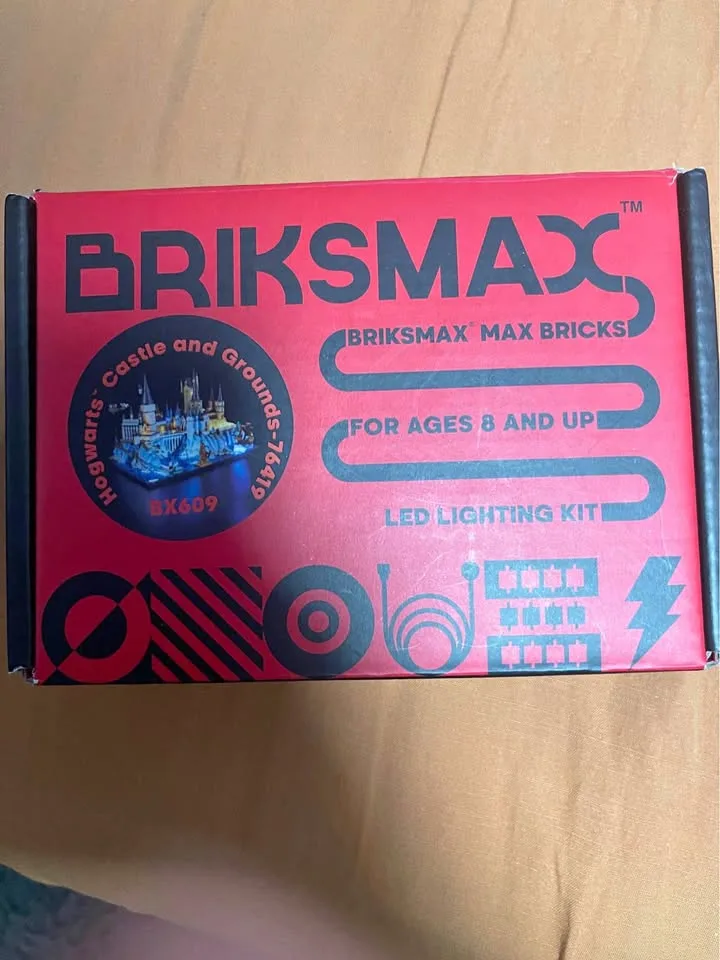 BRIKSMAX™
BRIKSMAX® MAX BRICKS
Hogwarts™ Castle and Grounds-76419
BX609
FOR AGES 8 AND UP
LED LIGHTING KIT